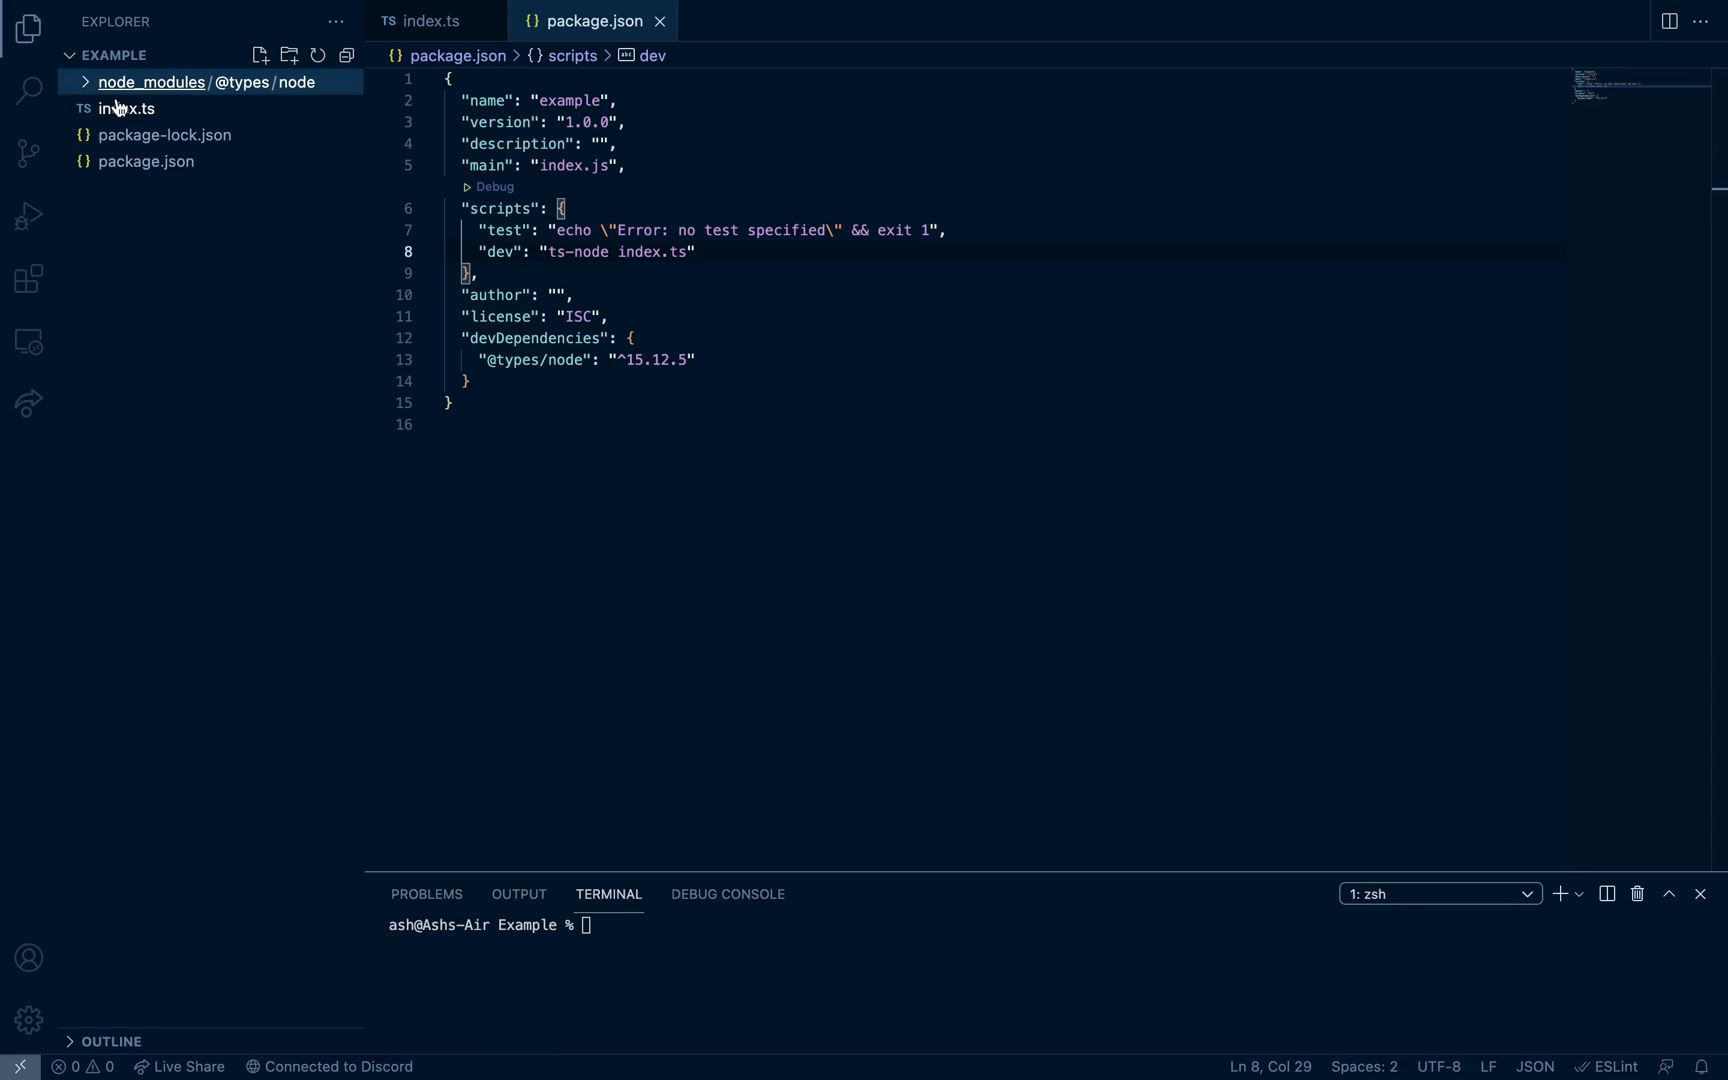 EXPLORER
EXAMPLE
node_modules / @types / node
TS index.ts
{} package-lock.json
{} package.json
OUTLINE
TS index.ts
{} package.json
{} package.json > {} scripts > abc dev
1 {
2 "name": "example",
3 "version": "1.0.0",
4 "description": "",
5 "main": "index.js",
Debug
6 "scripts": {
7 "test": "echo \"Error: no test specified\" && exit 1",
8 "dev": "ts-node index.ts"
9 },
10 "author": "",
11 "license": "ISC",
12 "devDependencies": {
13 "@types/node": "^15.12.5"
14 }
15 }
16
PROBLEMS OUTPUT TERMINAL DEBUG CONSOLE 1: zsh
ash@Ashs-Air Example %
0 0 Live Share Connected to Discord Ln 8, Col 29 Spaces: 2 UTF-8 LF JSON ESLint